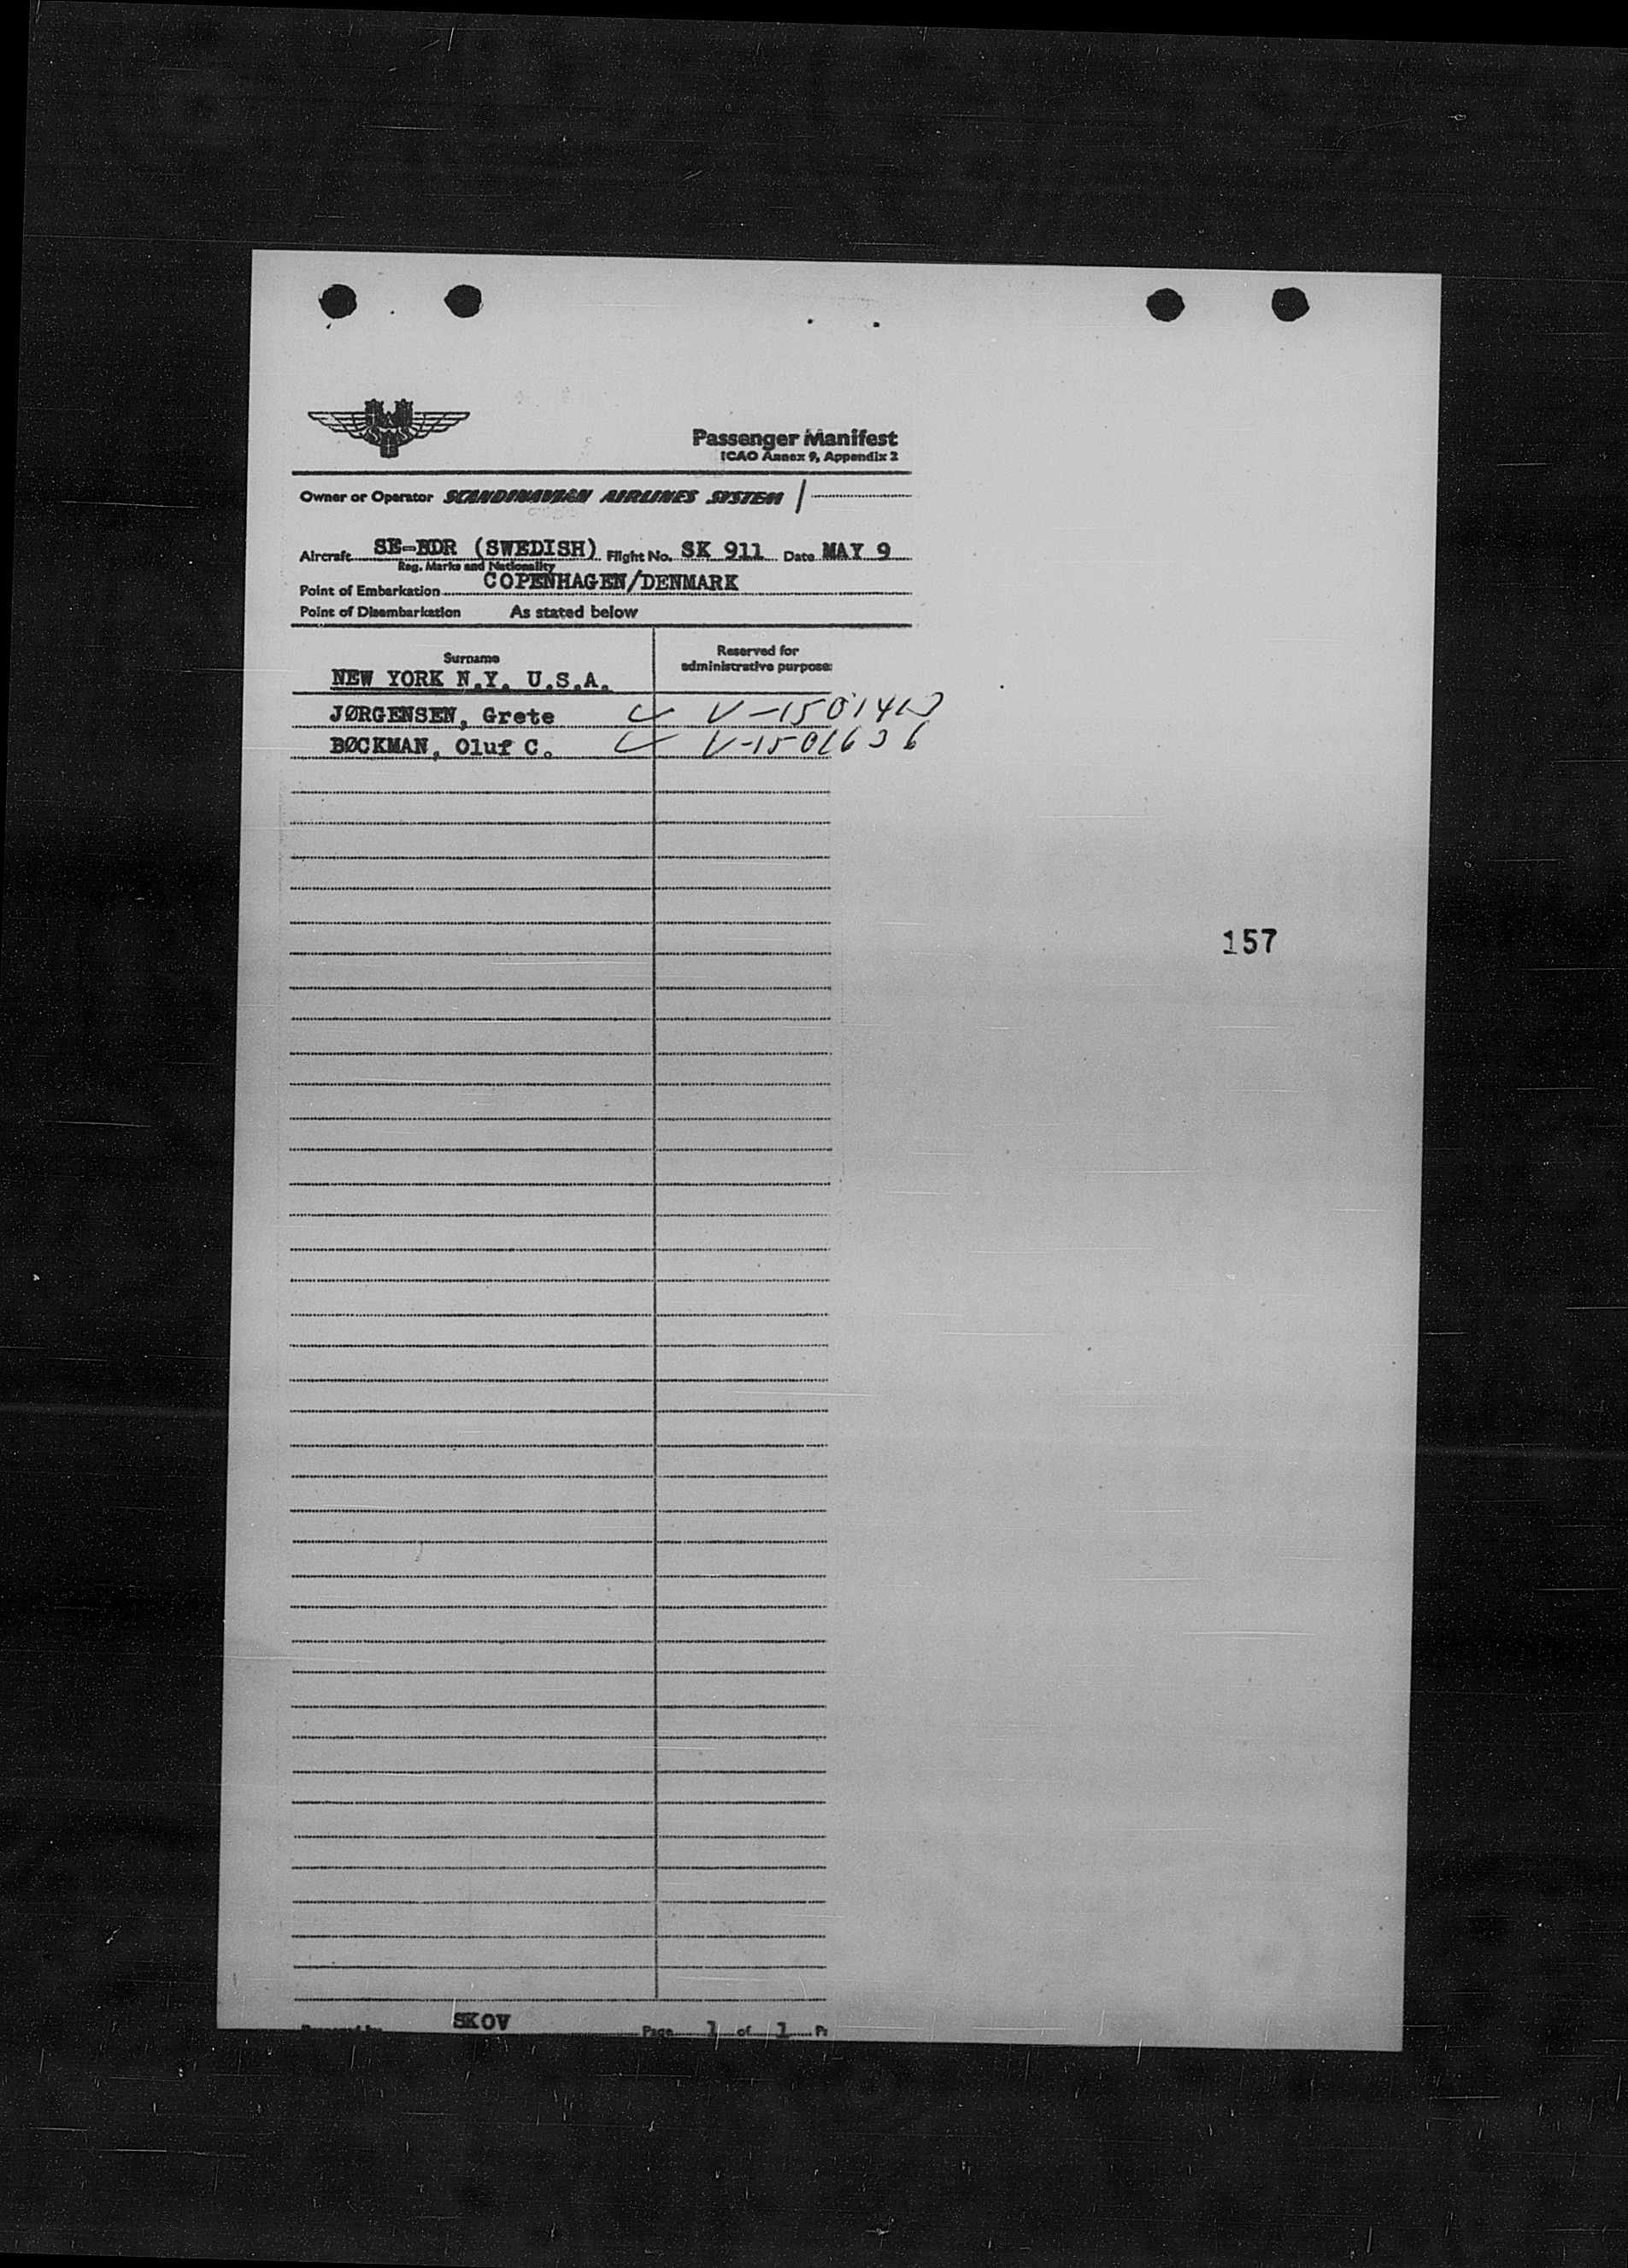 SAS
Passenger Manifest
ICAO Annex 9, Appendix 2
Owner or Operator SCANDINAVIAN AIRLINES SYSTEM /
Aircraft SE-BDR (SWEDISH) Flight No. SK 911 Date MAY 9
Reg. Marks and Nationality
Point of Embarkation COPENHAGEN/DENMARK
Point of Disembarkation As stated below
Surname
Reserved for
administrative purpose
NEW YORK N.Y. U.S.A.
JØRGENSEN, Grete
BØCKMAN, Oluf C.
157
SKOV
Page 1 of 1